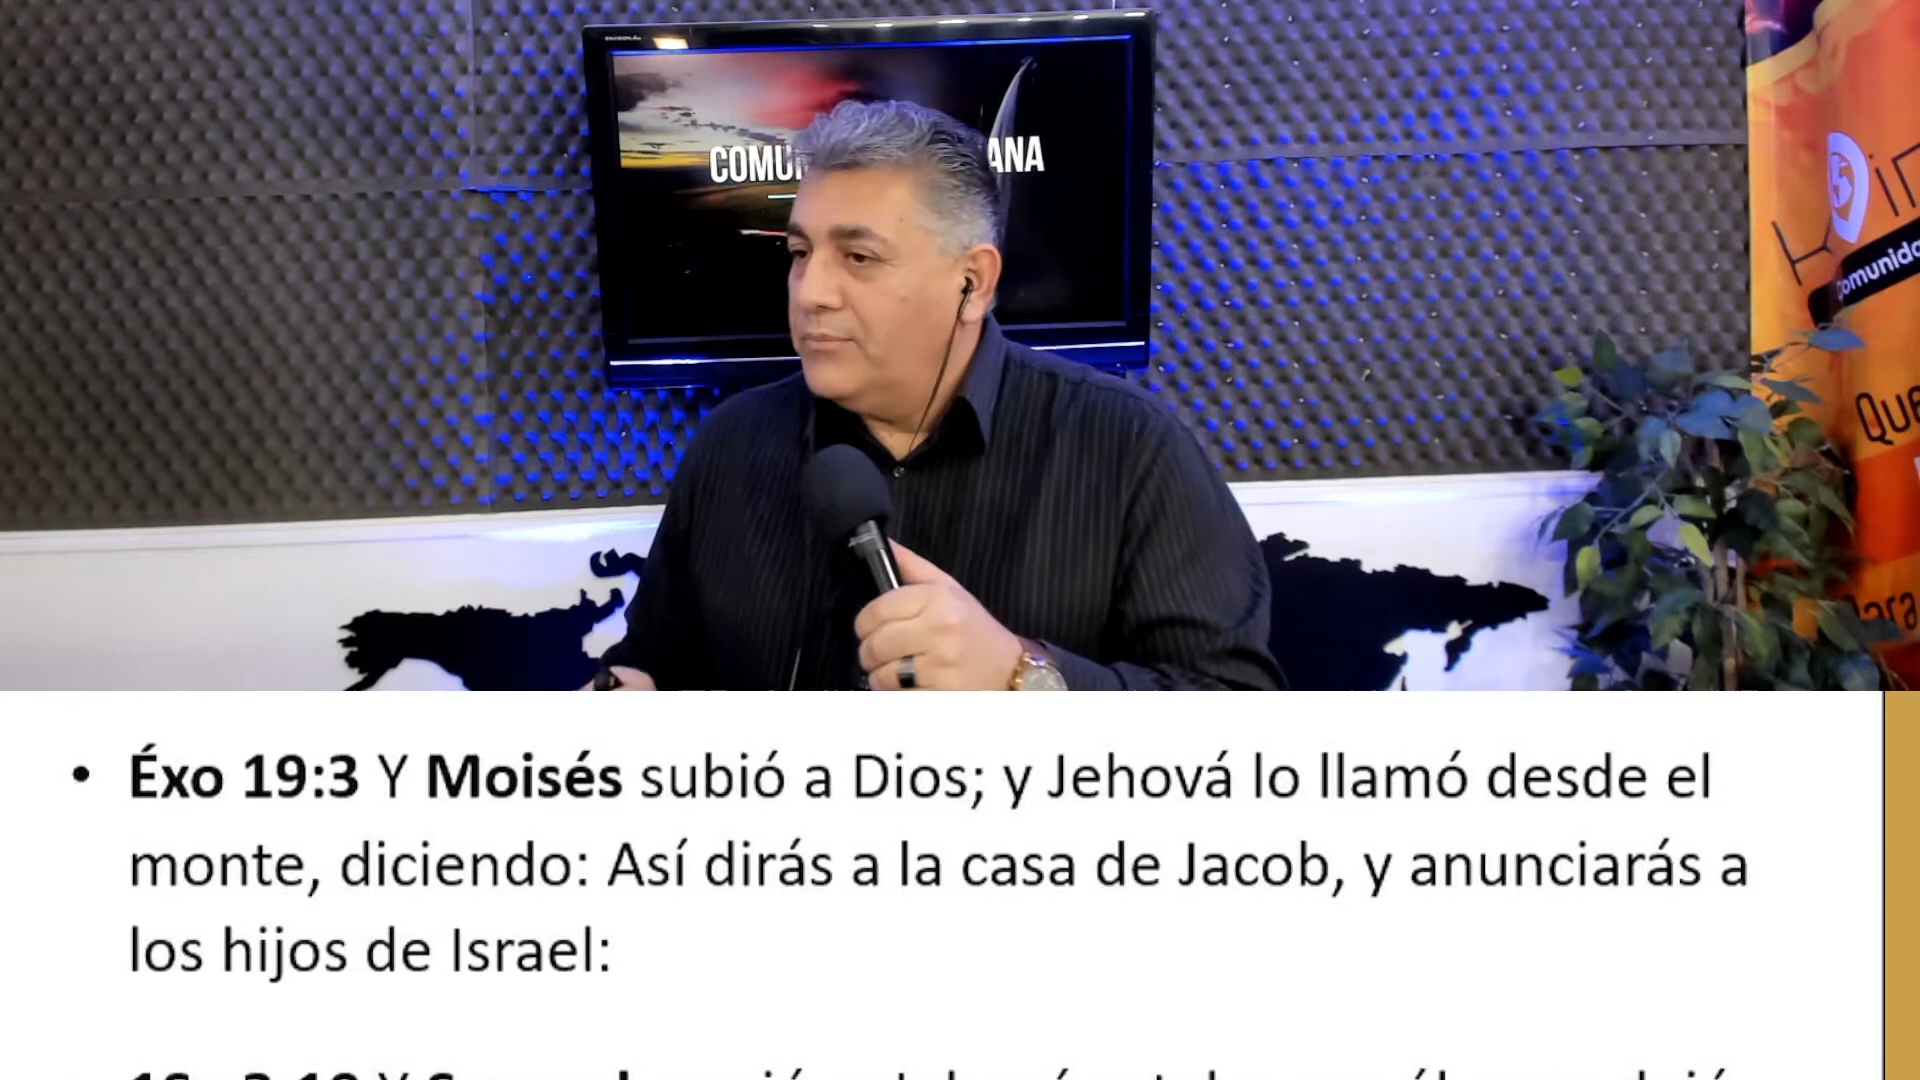 COMU ANA
comunida
Que
Para
• Éxo 19:3 Y Moisés subió a Dios; y Jehová lo llamó desde el
monte, diciendo: Así dirás a la casa de Jacob, y anunciarás a
los hijos de Israel: